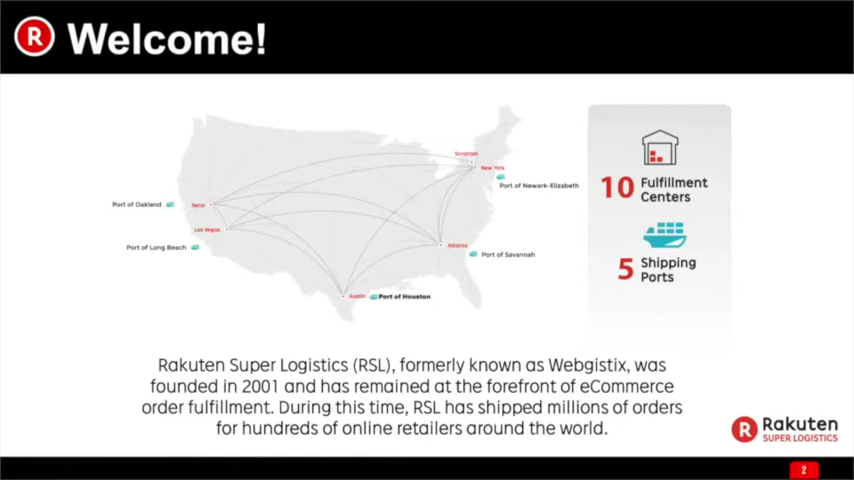 R Welcome!
Scranton
New York
Port of Newark-Elizabeth
Port of Oakland
Reno
Las Vegas
Port of Long Beach
Atlanta
Port of Savannah
Austin
Port of Houston
10 Fulfillment
Centers
5 Shipping
Ports
Rakuten Super Logistics (RSL), formerly known as Webgistix, was
founded in 2001 and has remained at the forefront of eCommerce
order fulfillment. During this time, RSL has shipped millions of orders
for hundreds of online retailers around the world.
R Rakuten
SUPER LOGISTICS
2